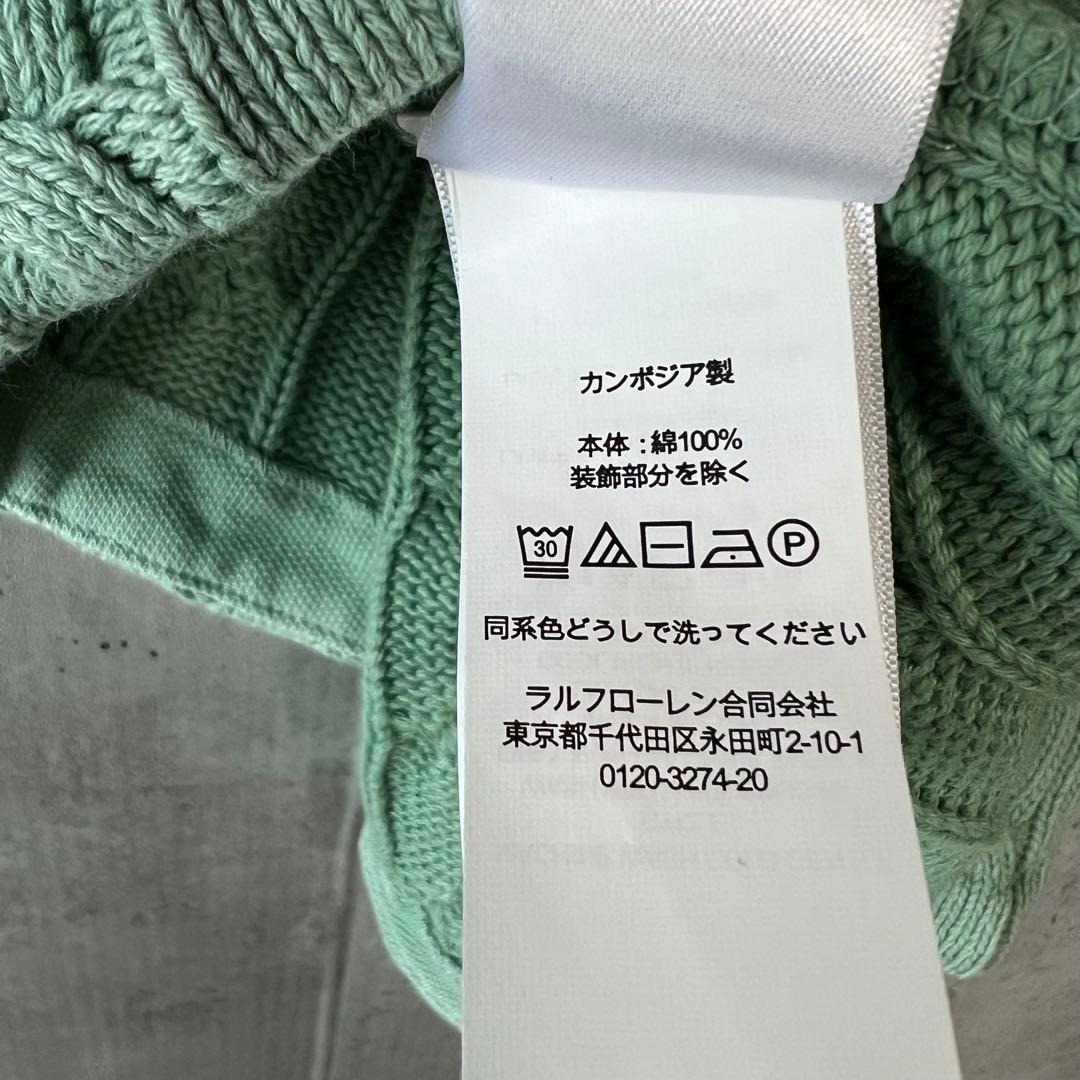 カンボジア製
本体 : 綿100%
装飾部分を除く
30 P
同系色どうしで洗ってください
ラルフローレン合同会社
東京都千代田区永田町2-10-1
0120-3274-20